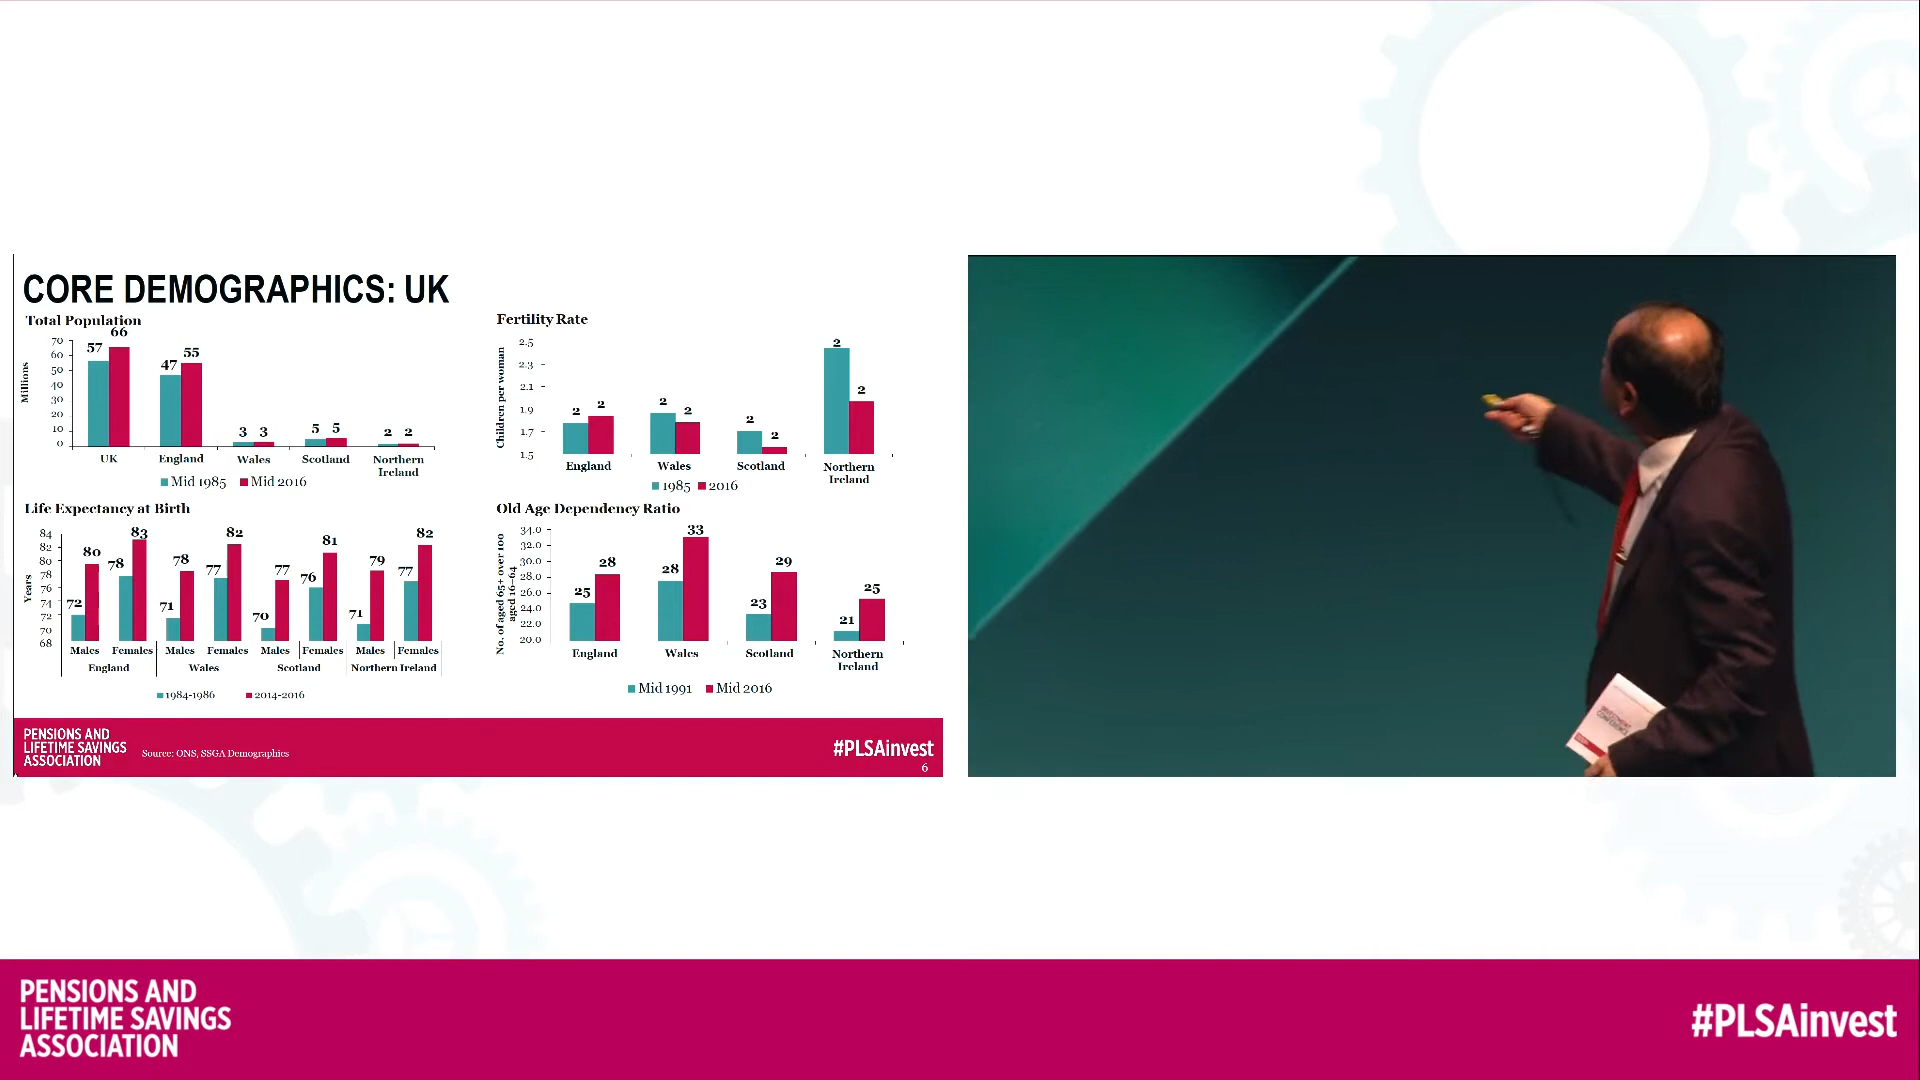 CORE DEMOGRAPHICS: UK
Total Population
66
57
47
55
3 3
5 5
2 2
70
60
50
40
30
20
10
0
Millions
UK
England
Wales
Scotland
Northern
Ireland
Mid 1985 Mid 2016
Fertility Rate
2.5
2.3
2.1
1.9
1.7
1.5
Children per woman
2 2
2 2
2 2
2 2
England
Wales
Scotland
Northern
Ireland
1985 2016
Life Expectancy at Birth
84
82
80
78
76
74
72
70
68
Years
72 80 78 83
71 78 77 82
70 77 76 81
71 79 77 82
Males Females Males Females Males Females Males Females
England Wales Scotland Northern Ireland
1984-1986 2014-2016
Old Age Dependency Ratio
34.0
32.0
30.0
28.0
26.0
24.0
22.0
20.0
No. of aged 65+ over 100
aged 16-64
25 28
28 33
23 29
21 25
England
Wales
Scotland
Northern
Ireland
Mid 1991 Mid 2016
PENSIONS AND
LIFETIME SAVINGS
ASSOCIATION
Source: ONS, SSGA Demographics
#PLSAinvest
6
INVESTMENT
CONFERENCE
PENSIONS AND
LIFETIME SAVINGS
ASSOCIATION
#PLSAinvest